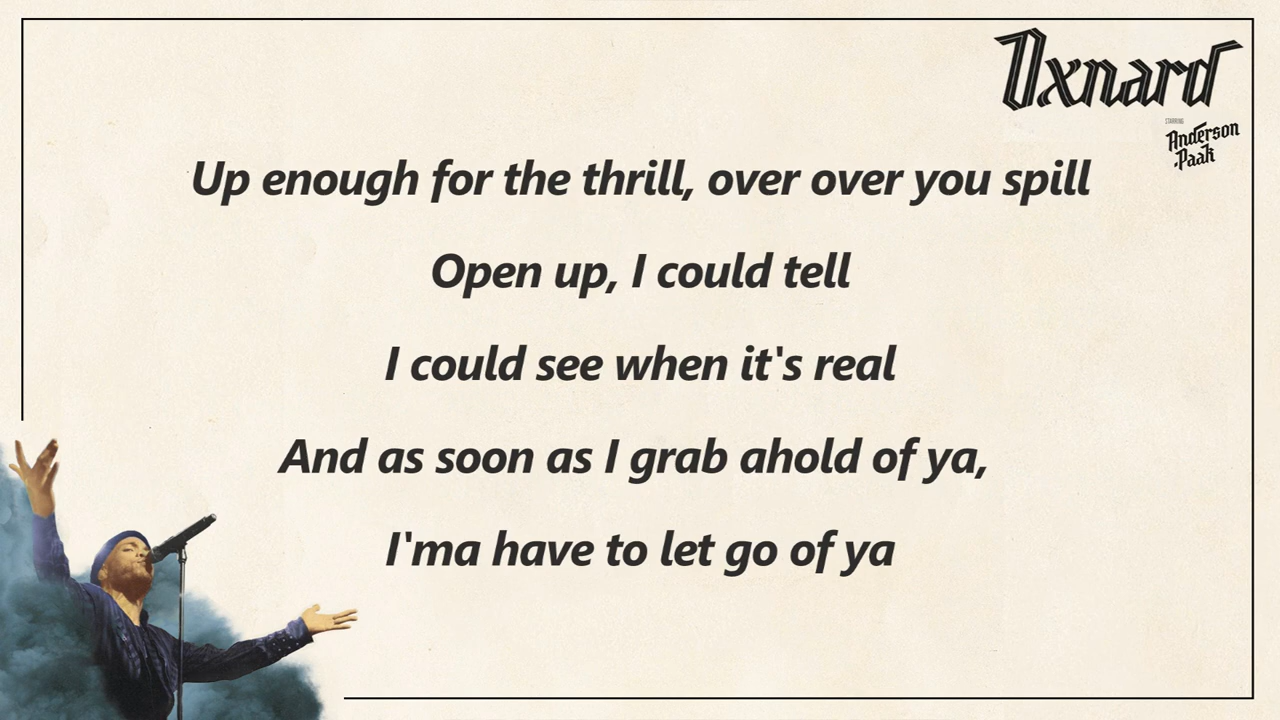 Oxnard
STARRING
Anderson
.Paak
Up enough for the thrill, over over you spill
Open up, I could tell
I could see when it's real
And as soon as I grab ahold of ya,
I'ma have to let go of ya